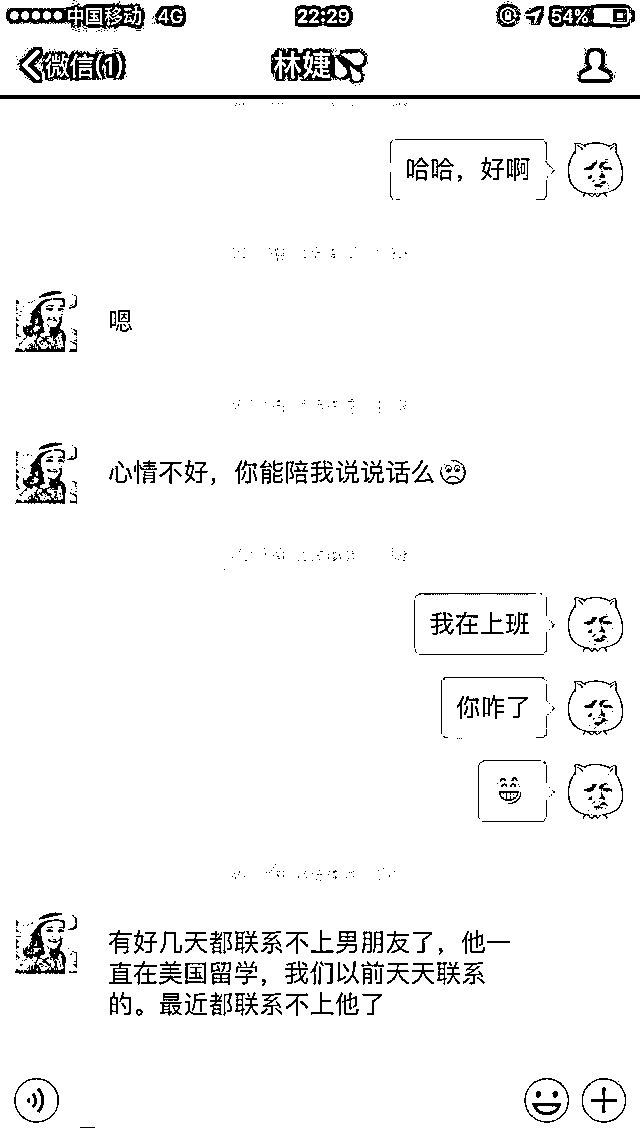 中国移动 4G 22:29 54%
微信(1) 林婕
哈哈，好啊
嗯
心情不好，你能陪我说说话么
我在上班
你咋了
有好几天都联系不上男朋友了，他一
直在美国留学，我们以前天天联系
的。最近都联系不上他了